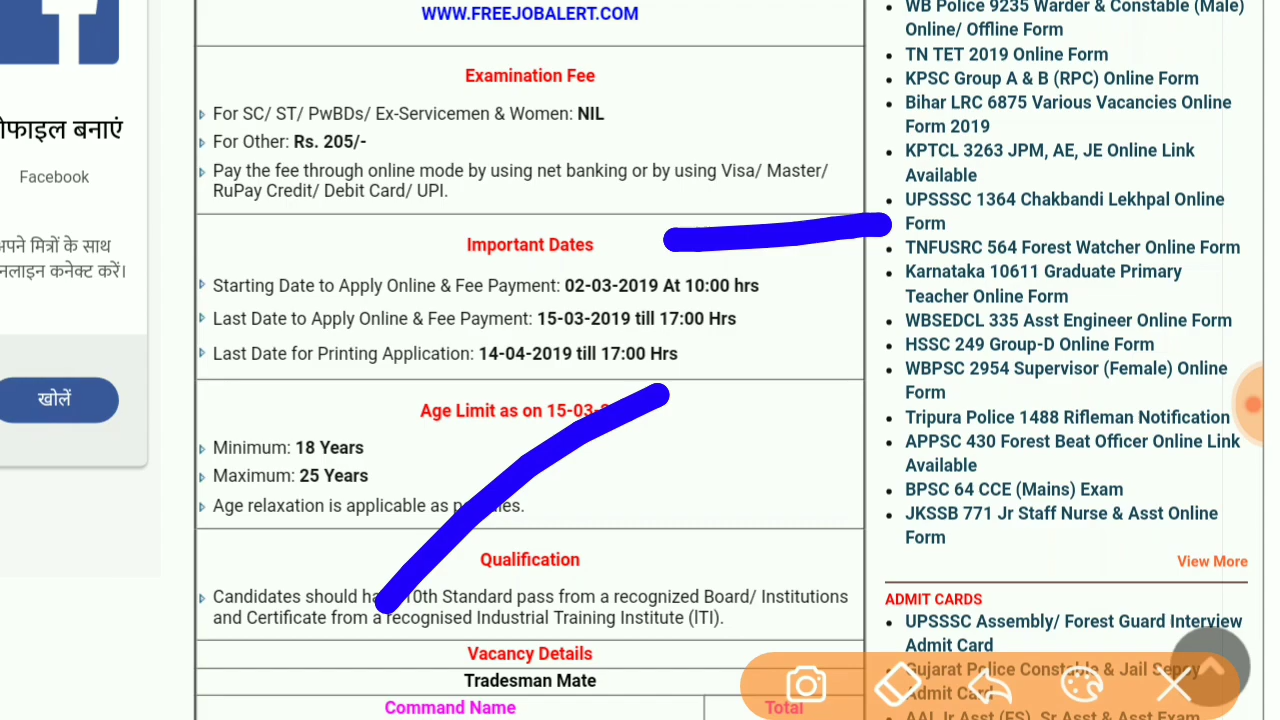 WWW.FREEJOBALERT.COM
Examination Fee
For SC/ ST/ PwBDs/ Ex-Servicemen & Women: NIL
For Other: Rs. 205/-
Pay the fee through online mode by using net banking or by using Visa/ Master/
RuPay Credit/ Debit Card/ UPI.
Important Dates
Starting Date to Apply Online & Fee Payment: 02-03-2019 At 10:00 hrs
Last Date to Apply Online & Fee Payment: 15-03-2019 till 17:00 Hrs
Last Date for Printing Application: 14-04-2019 till 17:00 Hrs
Age Limit as on 15-03-
Minimum: 18 Years
Maximum: 25 Years
Age relaxation is applicable as
Qualification
Candidates should 10th Standard pass from a recognized Board/ Institutions
and Certificate from a recognised Industrial Training Institute (ITI).
Vacancy Details
Tradesman Mate
Command Name
Total
बनाएं
Facebook
के साथ
कनेक्ट करें।
खोलें
WB Police 9235 Warder & Constable (Male)
Online/ Offline Form
TN TET 2019 Online Form
KPSC Group A & B (RPC) Online Form
Bihar LRC 6875 Various Vacancies Online
Form 2019
KPTCL 3263 JPM, AE, JE Online Link
Available
UPSSSC 1364 Chakbandi Lekhpal Online
Form
TNFUSRC 564 Forest Watcher Online Form
Karnataka 10611 Graduate Primary
Teacher Online Form
WBSEDCL 335 Asst Engineer Online Form
HSSC 249 Group-D Online Form
WBPSC 2954 Supervisor (Female) Online
Form
Tripura Police 1488 Rifleman Notification
APPSC 430 Forest Beat Officer Online Link
Available
BPSC 64 CCE (Mains) Exam
JKSSB 771 Jr Staff Nurse & Asst Online
Form
View More
ADMIT CARDS
UPSSSC Assembly/ Forest Guard Interview
Admit Card
Gujarat Police Constable & Jail Sepoy
Admit Card
AAI Jr Asst (FS), Sr Asst & Asst Exam